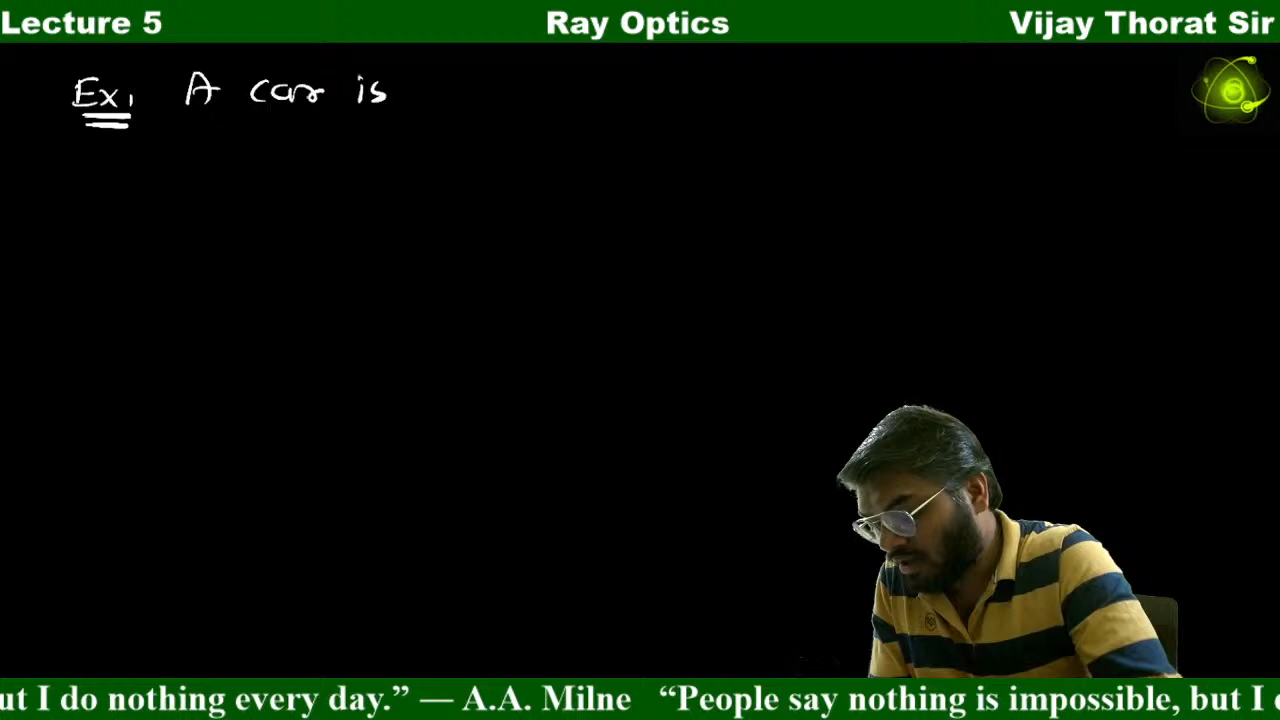 Lecture 5 Ray Optics Vijay Thorat Sir
Ex, A car is
ut I do nothing every day.” — A.A. Milne “People say nothing is impossible, but I